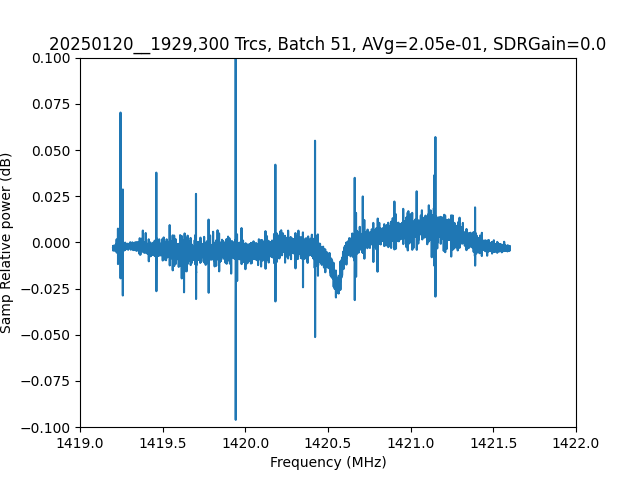 20250120__1929,300 Trcs, Batch 51, AVg=2.05e-01, SDRGain=0.0
0.100
0.075
0.050
0.025
0.000
−0.025
−0.050
−0.075
−0.100
Samp Relative power (dB)
1419.0 1419.5 1420.0 1420.5 1421.0 1421.5 1422.0
Frequency (MHz)